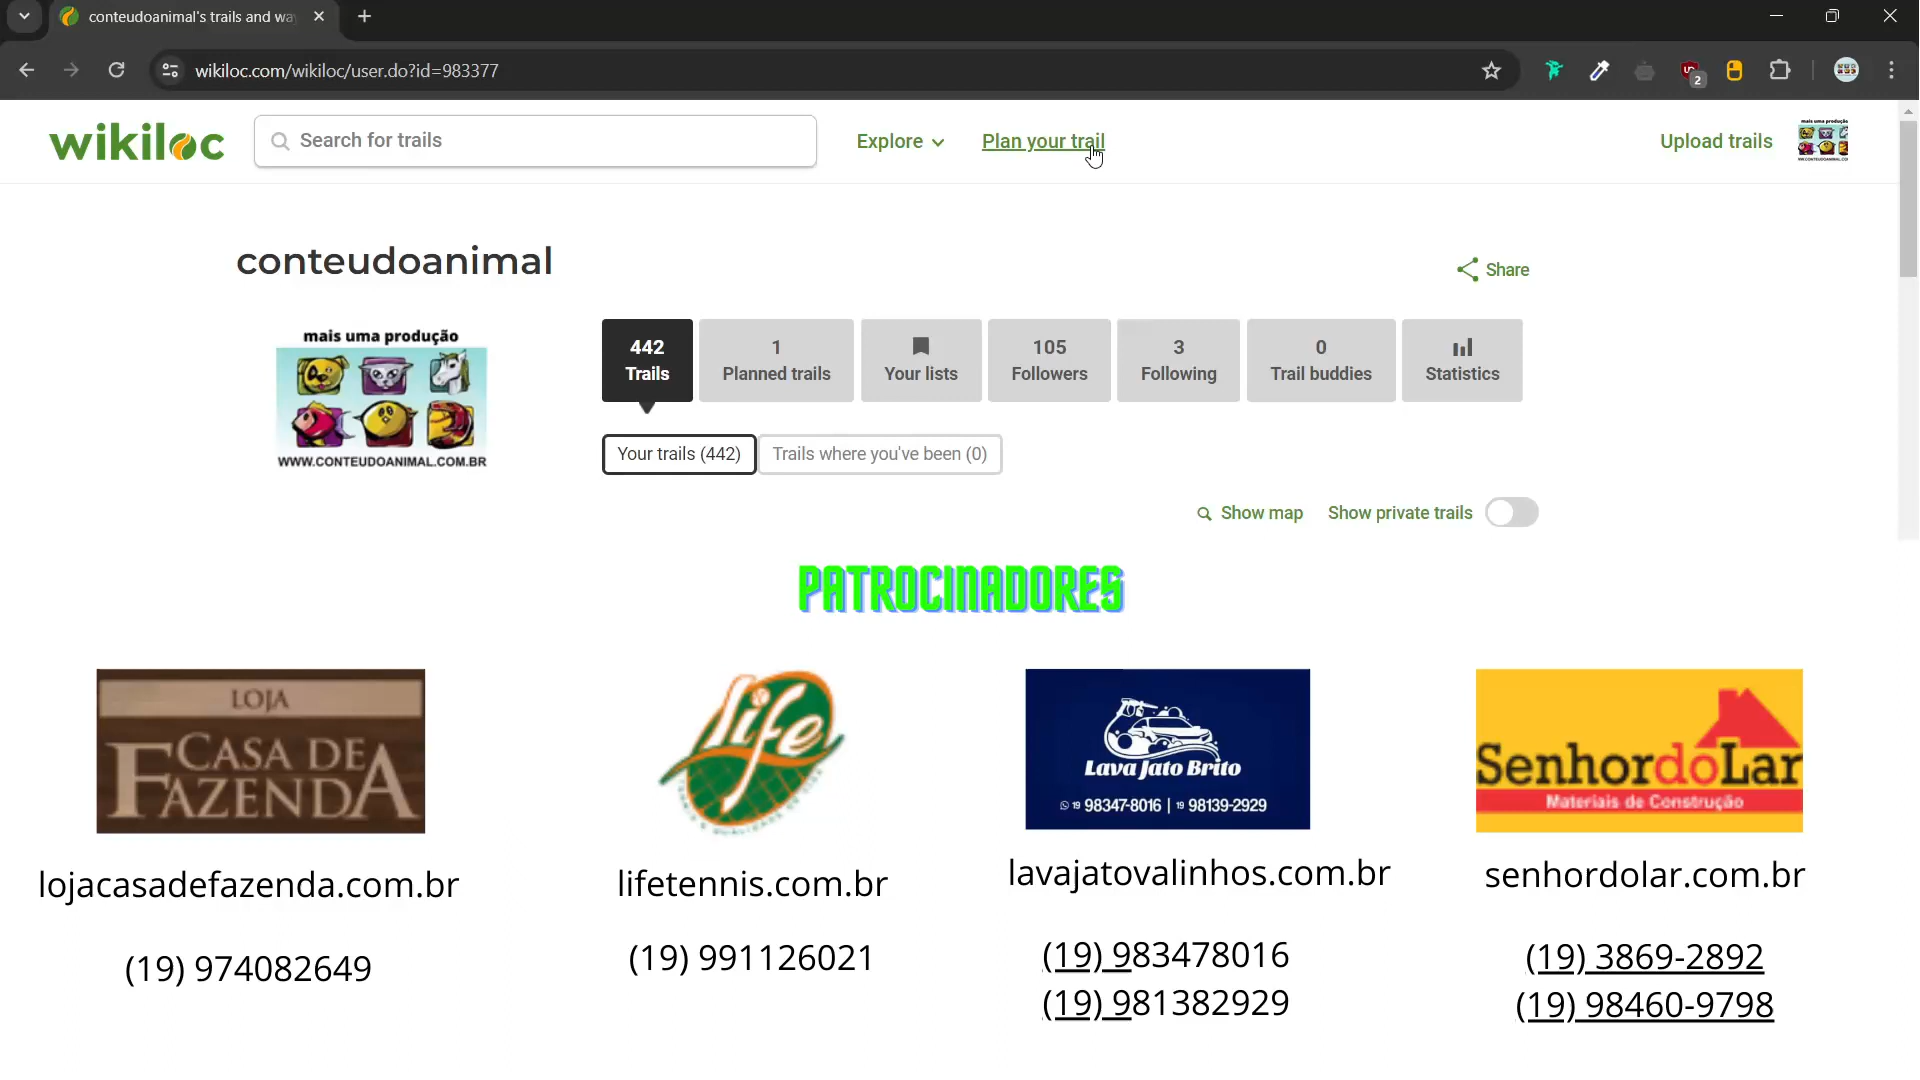 conteudoanimal's trails and wa
wikiloc.com/wikiloc/user.do?id=983377
2
wikiloc
Search for trails
Explore
Plan your trail
Upload trails
conteudoanimal
Share
mais uma produção
WWW.CONTEUDOANIMAL.COM.BR
442
Trails
1
Planned trails
Your lists
105
Followers
3
Following
0
Trail buddies
Statistics
Your trails (442)
Trails where you've been (0)
Show map
Show private trails
PATROCINADORES
LOJA
CASA DE
FAZENDA
life
Lava Jato Brito
19 98347-8016 | 19 98139-2929
SenhordoLar
Materiais de Construção
lojacasadefazenda.com.br
lifetennis.com.br
lavajatovalinhos.com.br
senhordolar.com.br
(19) 974082649
(19) 991126021
(19) 983478016
(19) 981382929
(19) 3869-2892
(19) 98460-9798